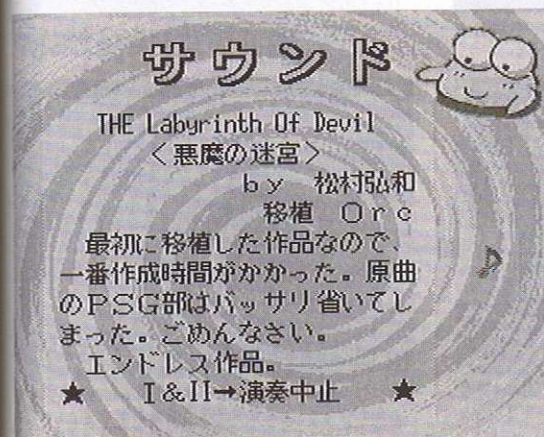 サウンド
THE Labyrinth Of Devil
＜悪魔の迷宮＞
by 松村弘和
移植 Orc
最初に移植した作品なので、
一番作成時間がかかった。原曲
のPSG部はバッサリ省いてし
まった。ごめんなさい。
エンドレス作品。
★ I&II→演奏中止 ★